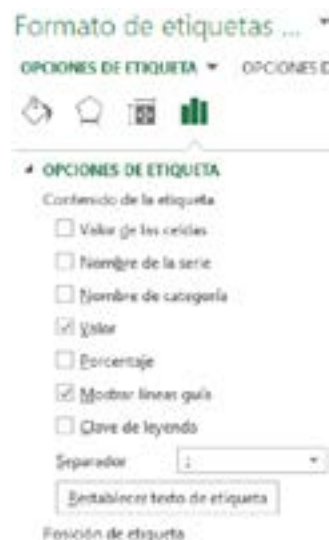 Formato de etiquetas ...
OPCIONES DE ETIQUETA OPCIONES D
OPCIONES DE ETIQUETA
Contenido de la etiqueta
Valor de las celdas
Nombre de la serie
Nombre de categoría
Valor
Porcentaje
Mostrar líneas guía
Clave de leyenda
Separador ;
Restablecer texto de etiqueta
Posición de etiqueta